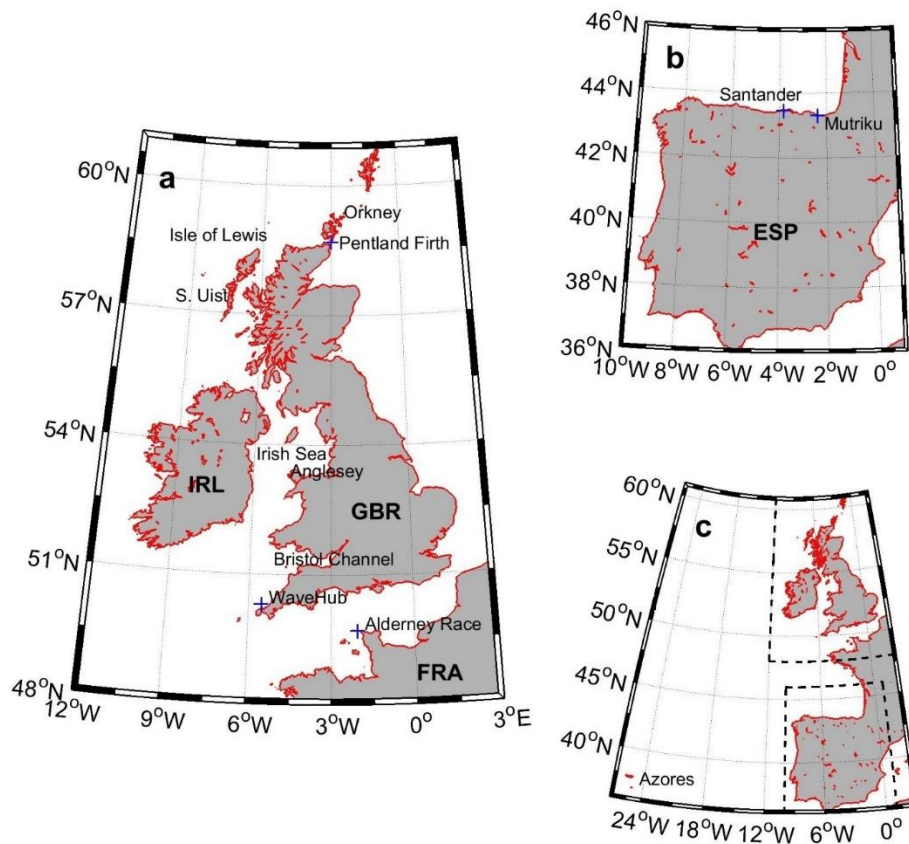 a
60°N
57°N
54°N
51°N
48°N
12°W
9°W
6°W
3°W
0°
3°E
Orkney
Isle of Lewis
Pentland Firth
S. Uist
Irish Sea
Anglesey
IRL
GBR
Bristol Channel
WaveHub
Alderney Race
FRA
b
46°N
44°N
42°N
40°N
38°N
36°N
10°W
8°W
6°W
4°W
2°W
0°
Santander
Mutriku
ESP
c
60°N
55°N
50°N
45°N
40°N
24°W
18°W
12°W
6°W
0°
Azores